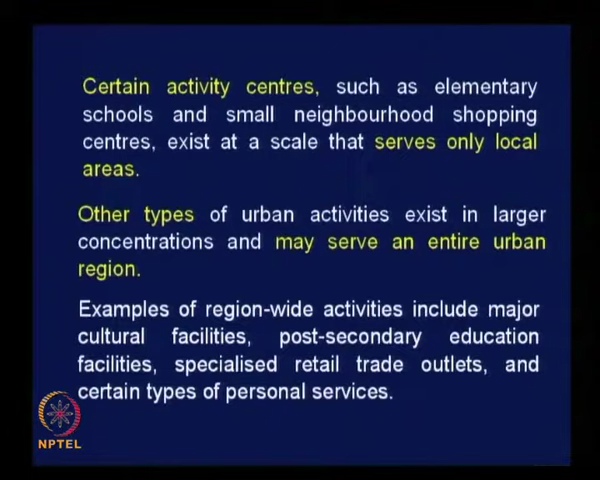 Certain activity centres, such as elementary
schools and small neighbourhood shopping
centres, exist at a scale that serves only local
areas.
Other types of urban activities exist in larger
concentrations and may serve an entire urban
region.
Examples of region-wide activities include major
cultural facilities, post-secondary education
facilities, specialised retail trade outlets, and
certain types of personal services.
NPTEL